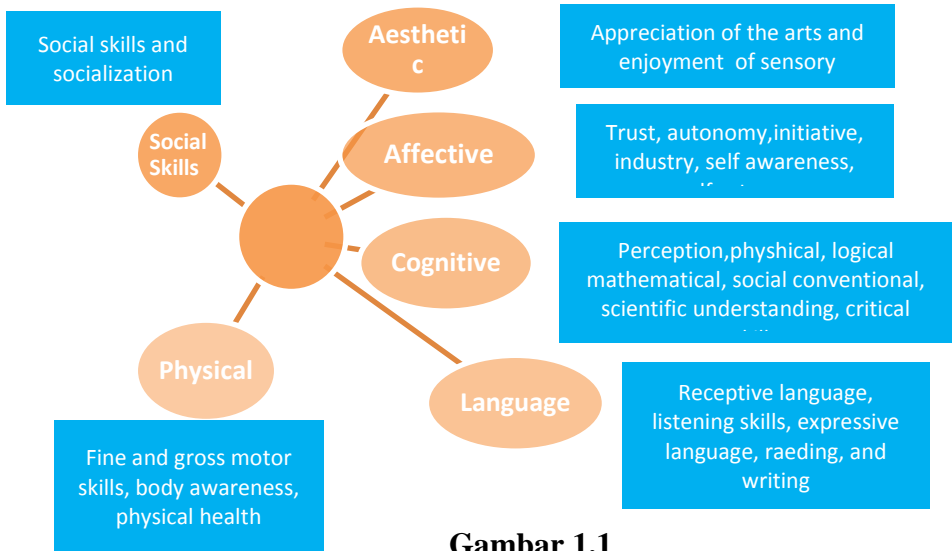 Social skills and
socialization
Aestheti
c
Appreciation of the arts and
enjoyment of sensory
Social
Skills
Affective
Trust, autonomy,initiative,
industry, self awareness,
Cognitive
Perception,physhical, logical
mathematical, social conventional,
scientific understanding, critical
Physical
Language
Receptive language,
listening skills, expressive
language, raeding, and
writing
Fine and gross motor
skills, body awareness,
physical health
Gambar 1.1